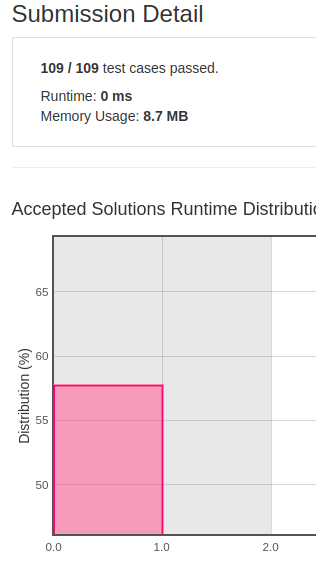 Submission Detail
109 / 109 test cases passed.
Runtime: 0 ms
Memory Usage: 8.7 MB
Accepted Solutions Runtime Distributio
65
60
55
50
Distribution (%)
0.0 1.0 2.0